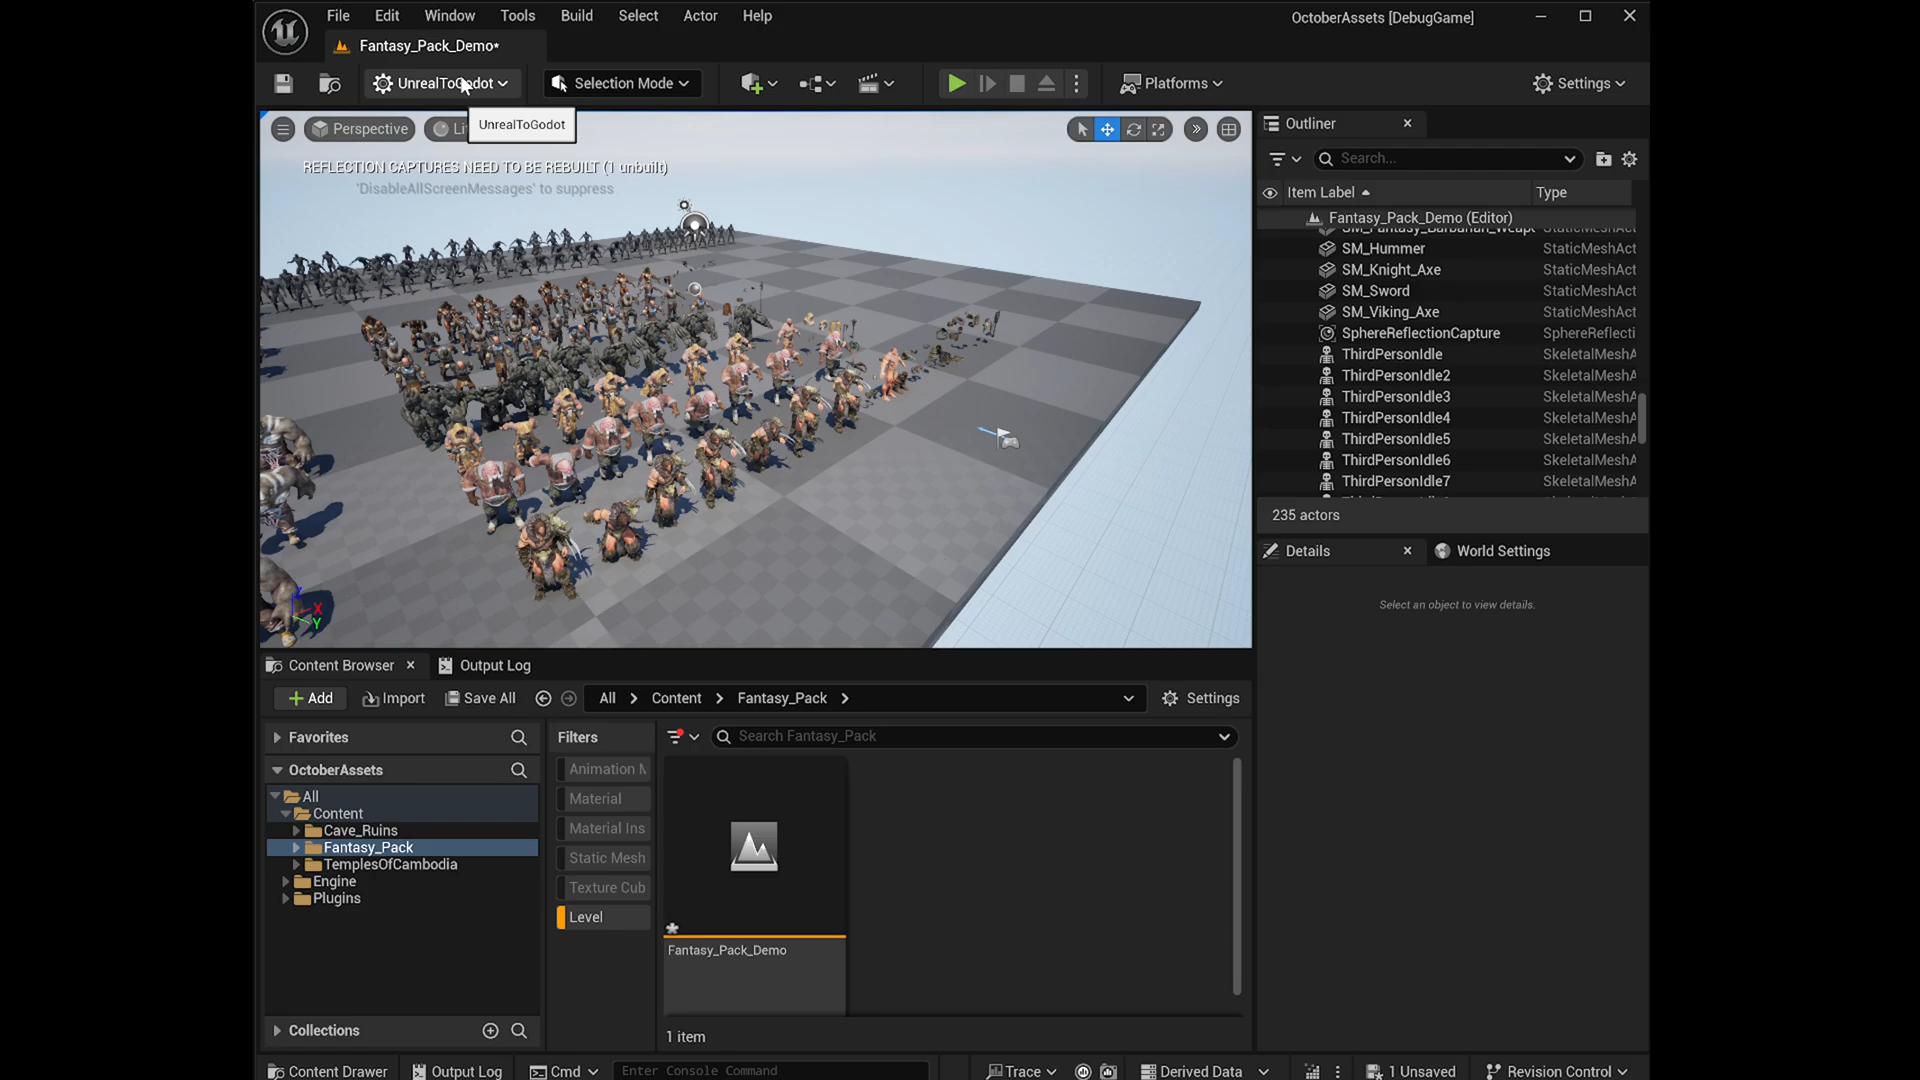 File Edit Window Tools Build Select Actor Help
OctoberAssets [DebugGame]
Fantasy_Pack_Demo*
UnrealToGodot
Selection Mode
Platforms
Settings
Perspective
Li
UnrealToGodot
REFLECTION CAPTURES NEED TO BE REBUILT (1 unbuilt)
'DisableAllScreenMessages' to suppress
X
Y
Outliner
Search...
Item Label Type
Fantasy_Pack_Demo (Editor)
SM_Fantasy_Barbarian_Weapo StaticMeshAct
SM_Hummer StaticMeshAct
SM_Knight_Axe StaticMeshAct
SM_Sword StaticMeshAct
SM_Viking_Axe StaticMeshAct
SphereReflectionCapture SphereReflecti
ThirdPersonIdle SkeletalMeshA
ThirdPersonIdle2 SkeletalMeshA
ThirdPersonIdle3 SkeletalMeshA
ThirdPersonIdle4 SkeletalMeshA
ThirdPersonIdle5 SkeletalMeshA
ThirdPersonIdle6 SkeletalMeshA
ThirdPersonIdle7 SkeletalMeshA
235 actors
Details World Settings
Select an object to view details.
Content Browser Output Log
Add Import Save All All Content Fantasy_Pack Settings
Favorites
OctoberAssets
All
Content
Cave_Ruins
Fantasy_Pack
TemplesOfCambodia
Engine
Plugins
Collections
Filters
Animation M
Material
Material Ins
Static Mesh
Texture Cub
Level
Search Fantasy_Pack
Fantasy_Pack_Demo
1 item
Content Drawer Output Log Cmd Enter Console Command Trace Derived Data 1 Unsaved Revision Control